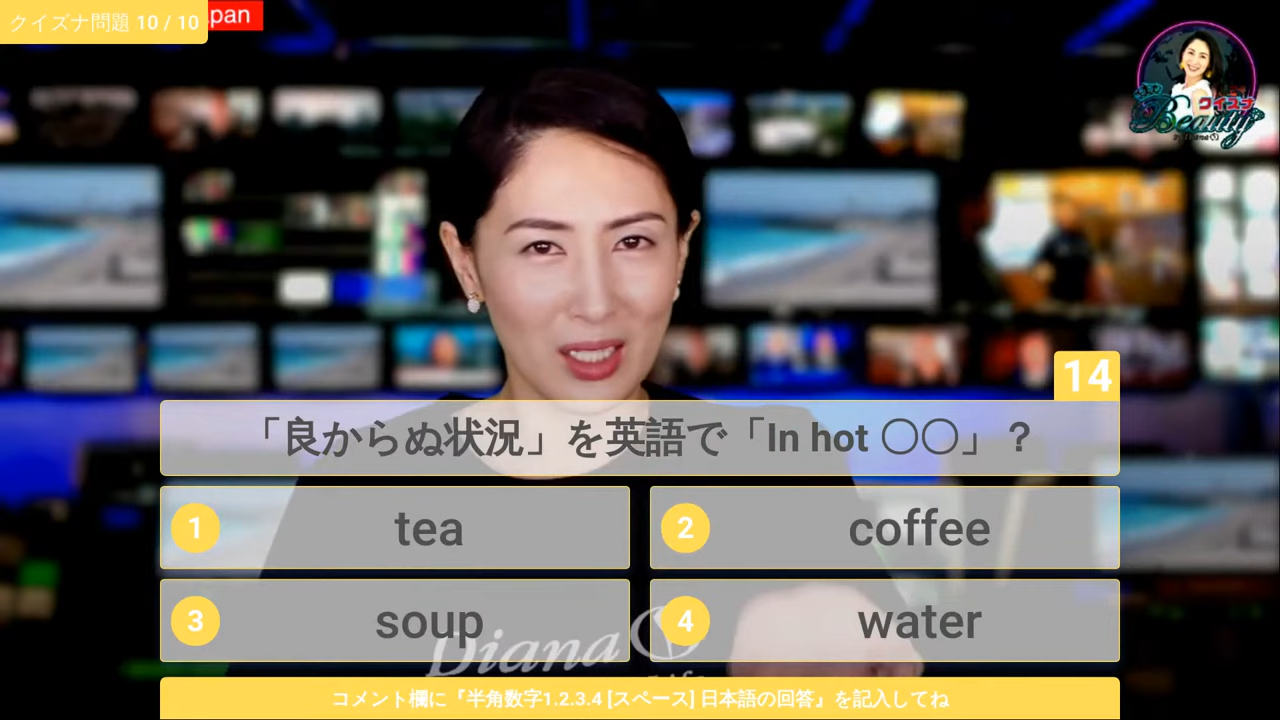 クイズナ問題 10 / 10
pan
クイズナ
Beauty
14
「良からぬ状況」を英語で「In hot 〇〇」？
1 tea
2 coffee
3 soup
4 water
Diana
コメント欄に『半角数字1.2.3.4 [スペース] 日本語の回答』を記入してね